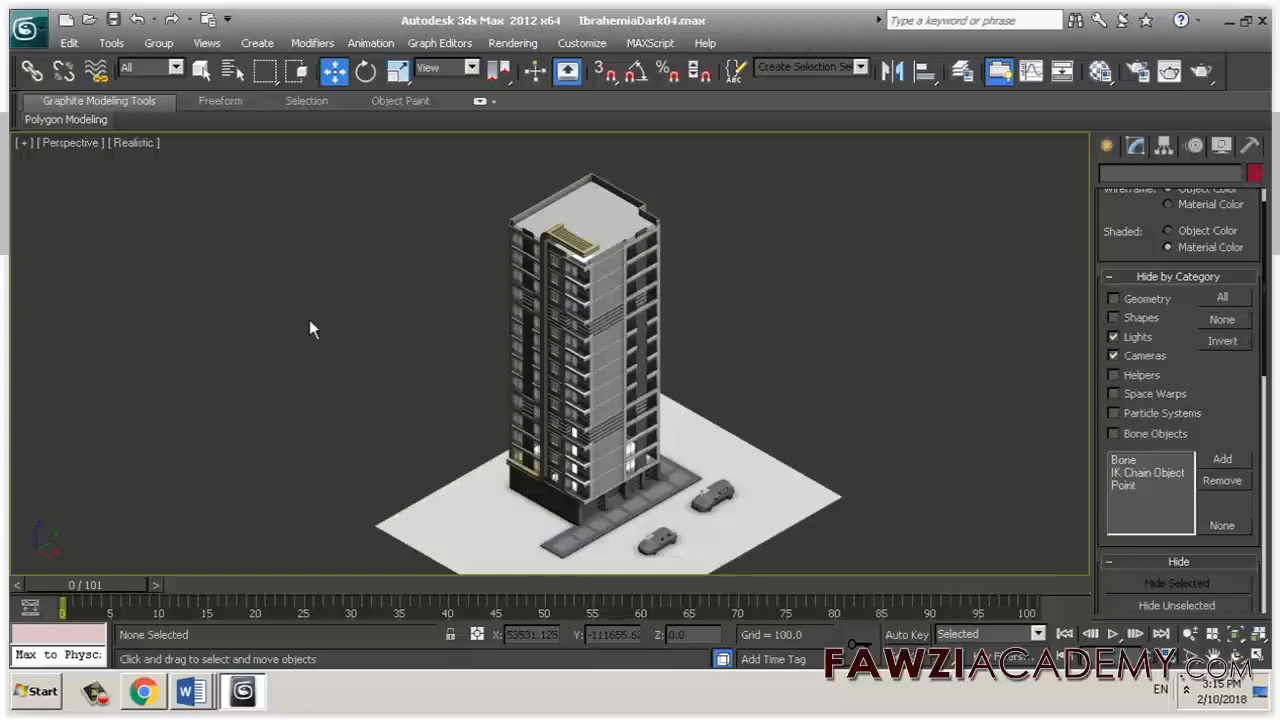 Autodesk 3ds Max 2012 x64 IbrahemiaDark04.max
Type a keyword or phrase
Edit Tools Group Views Create Modifiers Animation Graph Editors Rendering Customize MAXScript Help
All View 3 Create Selection Se
Graphite Modeling Tools Freeform Selection Object Paint
Polygon Modeling
[ + ] [ Perspective ] [ Realistic ]
Wireframe: Object Color
Material Color
Shaded: Object Color
Material Color
Hide by Category
Geometry All
Shapes None
Lights Invert
Cameras
Helpers
Space Warps
Particle Systems
Bone Objects
Bone Add
IK Chain Object Remove
Point
None
Hide
Hide Selected
Hide Unselected
< 0 / 101 >
0 5 10 15 20 25 30 35 40 45 50 55 60 65 70 75 80 85 90 95 100
None Selected X: 53531.125 Y: -111655.62 Z: 0.0 Grid = 100.0 Auto Key Selected
Max to Physc: Click and drag to select and move objects Add Time Tag
FAWZIACADEMY.COM
Start EN 3:15 PM
2/10/2018